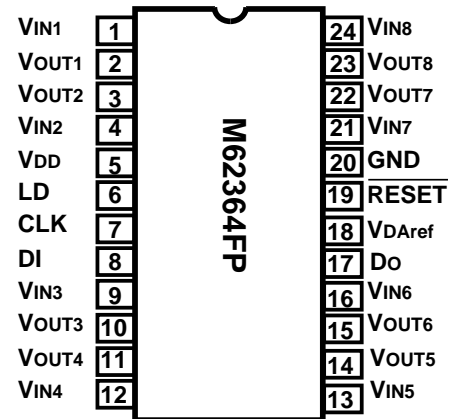 VIN1 1 24 VIN8
VOUT1 2 23 VOUT8
VOUT2 3 22 VOUT7
VIN2 4 21 VIN7
VDD 5 20 GND
LD 6 19 RESET
CLK 7 18 VDAref
DI 8 17 DO
VIN3 9 16 VIN6
VOUT3 10 15 VOUT6
VOUT4 11 14 VOUT5
VIN4 12 13 VIN5
M62364FP